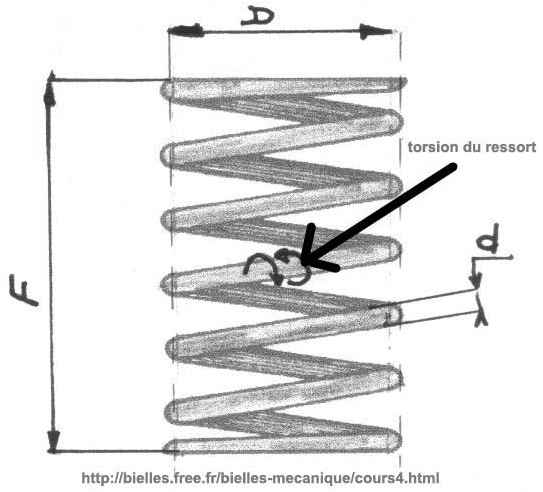 D
torsion du ressort
d
F
http://bielles.free.fr/bielles-mecanique/cours4.html